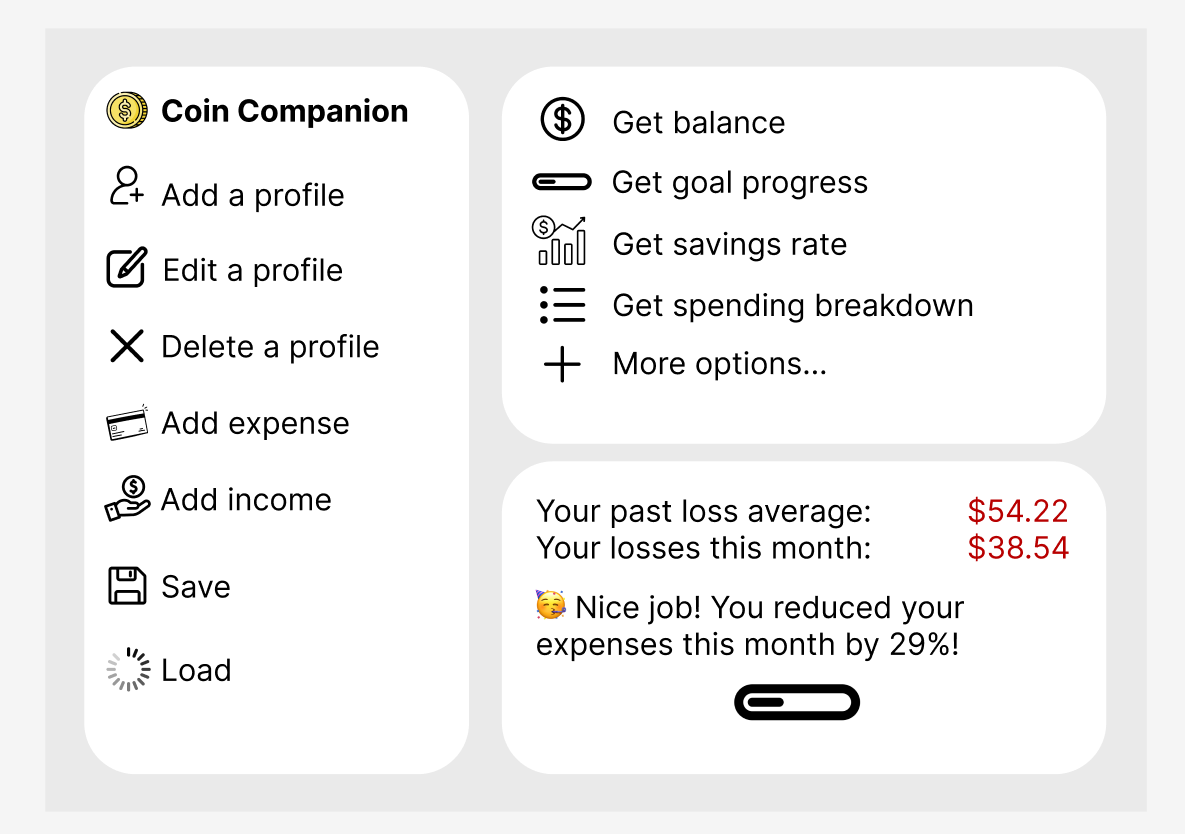 Coin Companion
Add a profile
Edit a profile
Delete a profile
Add expense
Add income
Save
Load
Get balance
Get goal progress
Get savings rate
Get spending breakdown
More options...
Your past loss average: $54.22
Your losses this month: $38.54
🥳 Nice job! You reduced your
expenses this month by 29%!